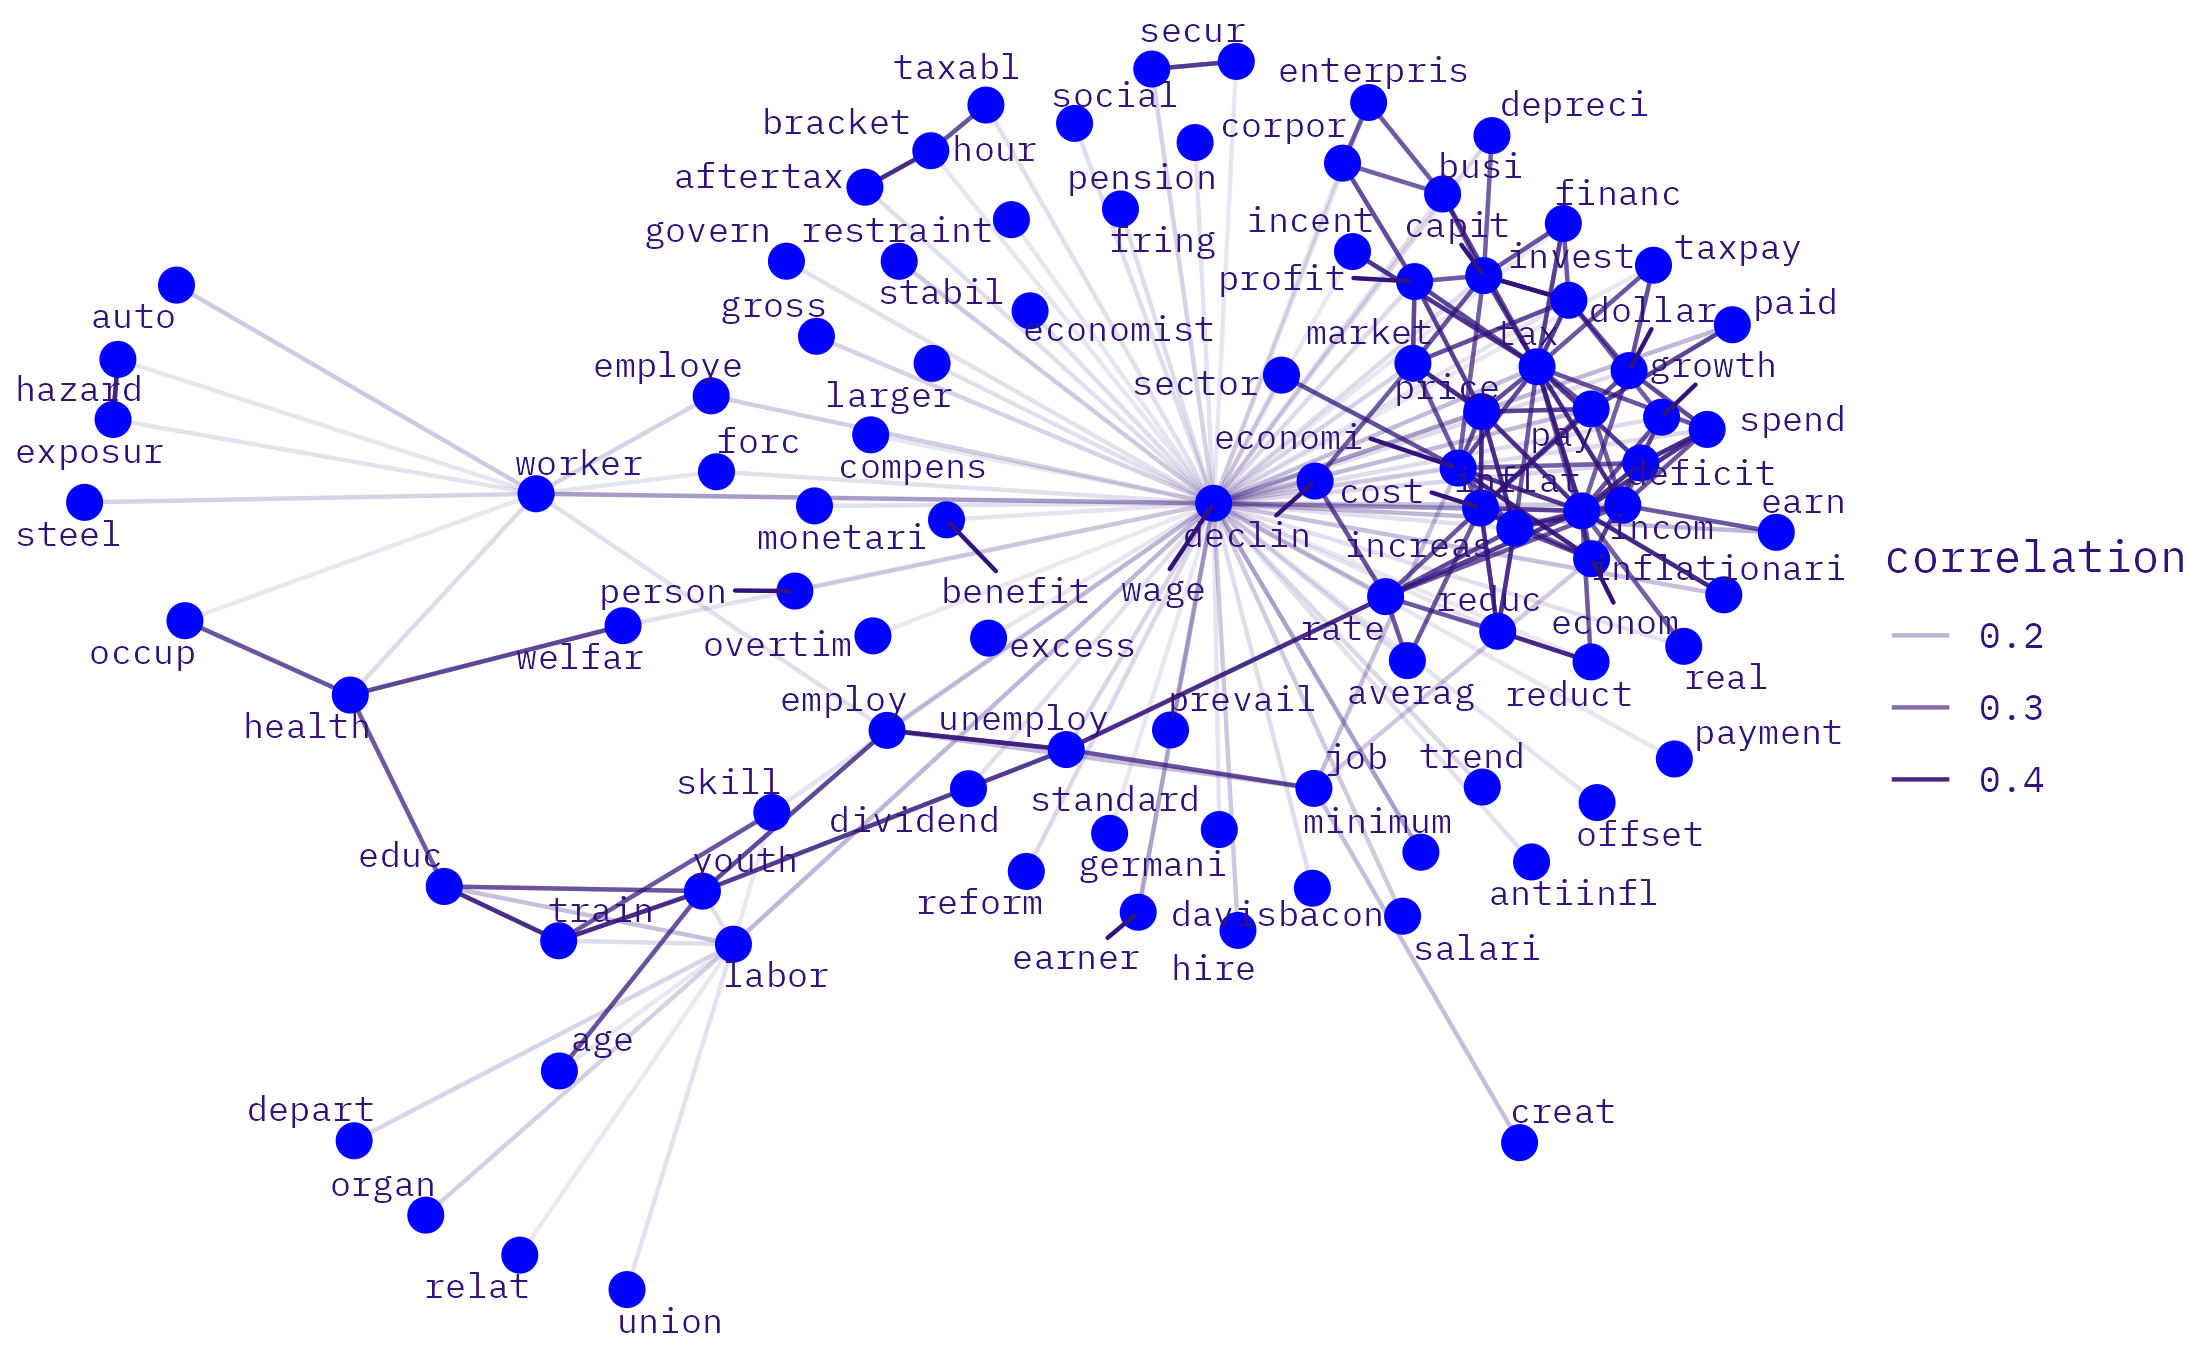 secur
taxabl
enterpris
social
depreci
bracket
corpor
hour
busi
aftertax
pension
financ
incent
govern
restraint
fring
capit
taxpay
invest
profit
stabil
paid
gross
dollar
auto
economist
market
tax
employe
growth
sector
hazard
larger
price
spend
forc
economi
pay
exposur
worker
compens
deficit
inflat
cost
earn
steel
monetari
declin
increas
incom
inflationari
person
benefit
wage
reduc
econom
rate
occup
welfar
overtim
excess
real
averag
reduct
employ
prevail
health
unemploy
payment
job
trend
skill
standard
dividend
minimum
offset
educ
youth
germani
antiinfl
train
reform
davisbacon
salari
earner
hire
labor
age
depart
creat
organ
relat
union
correlation
0.2
0.3
0.4